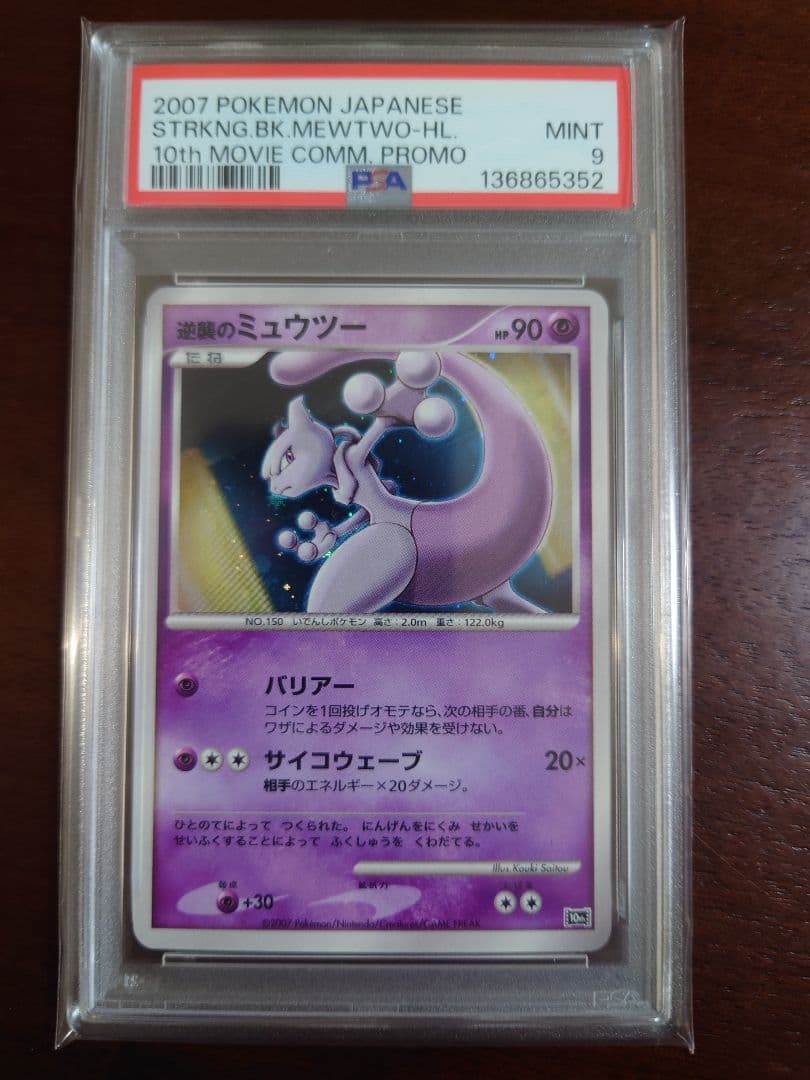 2007 POKEMON JAPANESE
STRKNG.BK.MEWTWO-HL. MINT
10th MOVIE COMM. PROMO 9
PSA 136865352
逆襲のミュウツー HP90
たね
NO.150 いでんしポケモン 高さ:2.0m 重さ:122.0kg
バリアー
コインを1回投げオモテなら、次の相手の番、自分は
ワザによるダメージや効果を受けない。
サイコウェーブ 20×
相手のエネルギー×20ダメージ。
ひとのてによって つくられた。 にんげんをにくみ せかいを
せいふくすることによって ふくしゅうを くわだてる。
Illus. Kouki Saitou
弱点 抵抗力 にげる
+30
©2007 Pokémon/Nintendo/Creatures/GAME FREAK
10th
PSA